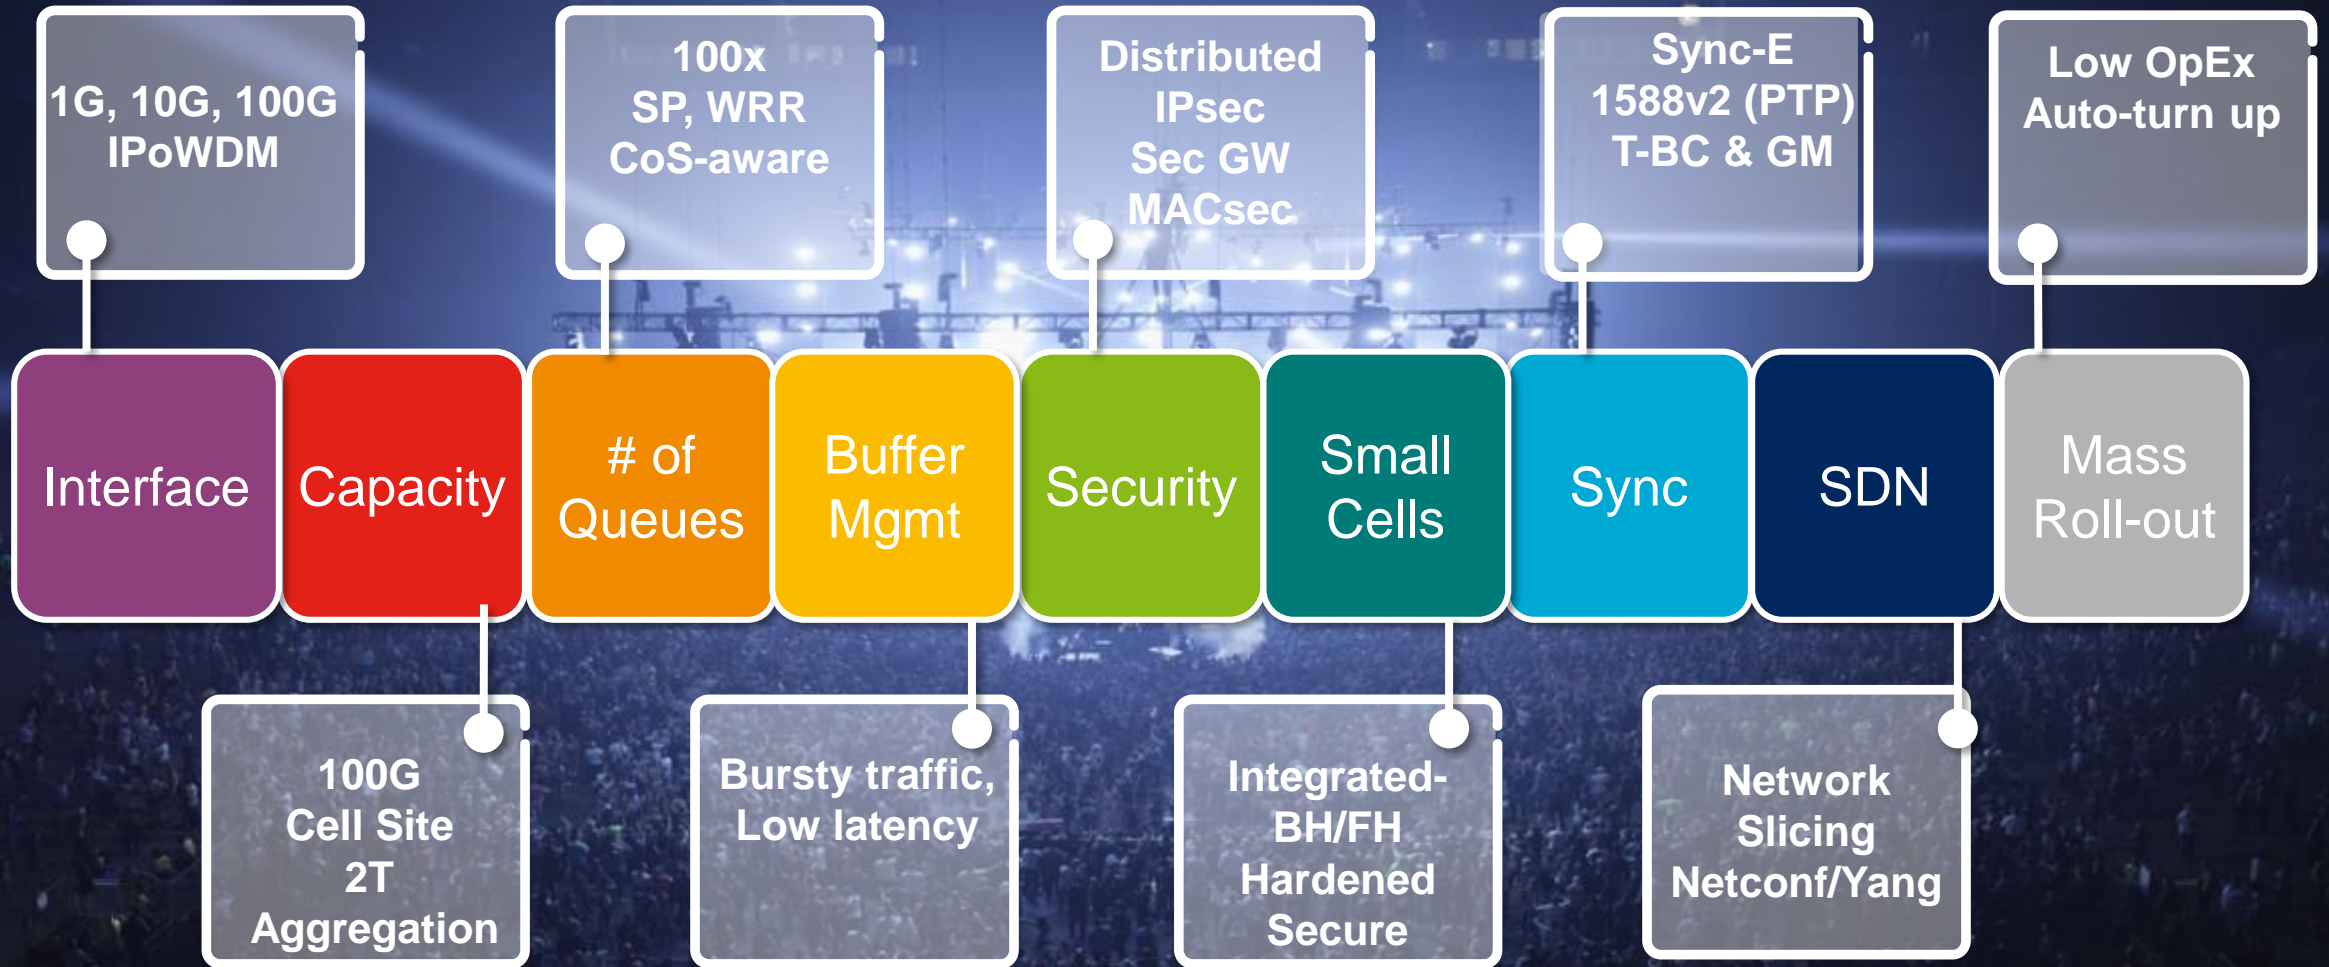 1G, 10G, 100G
IPoWDM
100x
SP, WRR
CoS-aware
Distributed
IPsec
Sec GW
MACsec
Sync-E
1588v2 (PTP)
T-BC & GM
Low OpEx
Auto-turn up
Interface
Capacity
# of
Queues
Buffer
Mgmt
Security
Small
Cells
Sync
SDN
Mass
Roll-out
100G
Cell Site
2T
Aggregation
Bursty traffic,
Low latency
Integrated-
BH/FH
Hardened
Secure
Network
Slicing
Netconf/Yang